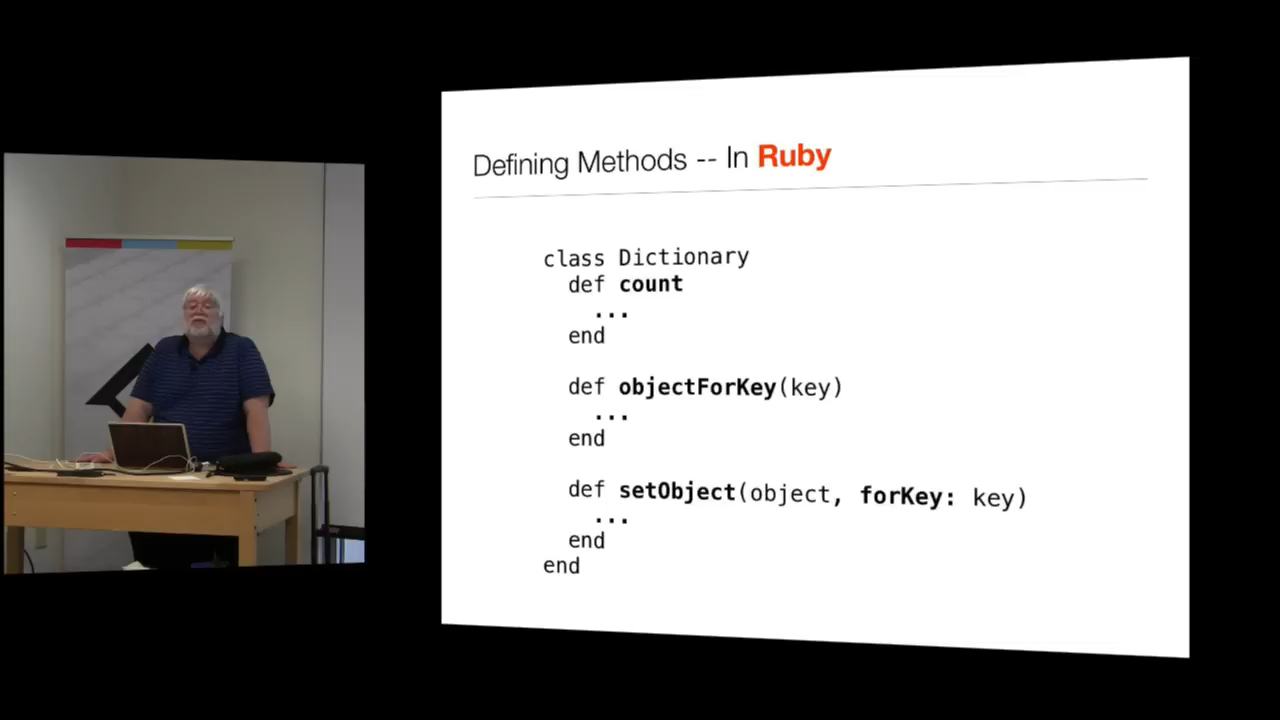 Defining Methods -- In Ruby
class Dictionary
def count
...
end
def objectForKey(key)
...
end
def setObject(object, forKey: key)
...
end
end